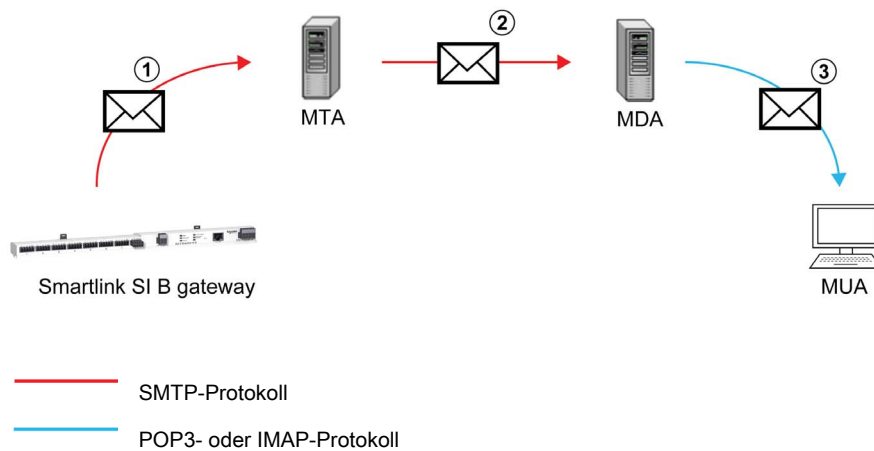 ①
②
③
MTA
MDA
Smartlink SI B gateway
MUA
SMTP-Protokoll
POP3- oder IMAP-Protokoll